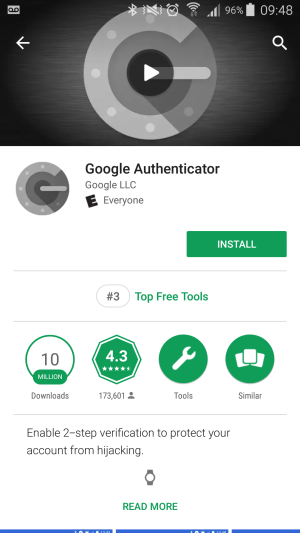 96% 09:48
Google Authenticator
Google LLC
E Everyone
INSTALL
#3 Top Free Tools
10
MILLION
Downloads
4.3
173,601
Tools
Similar
Enable 2-step verification to protect your
account from hijacking.
READ MORE